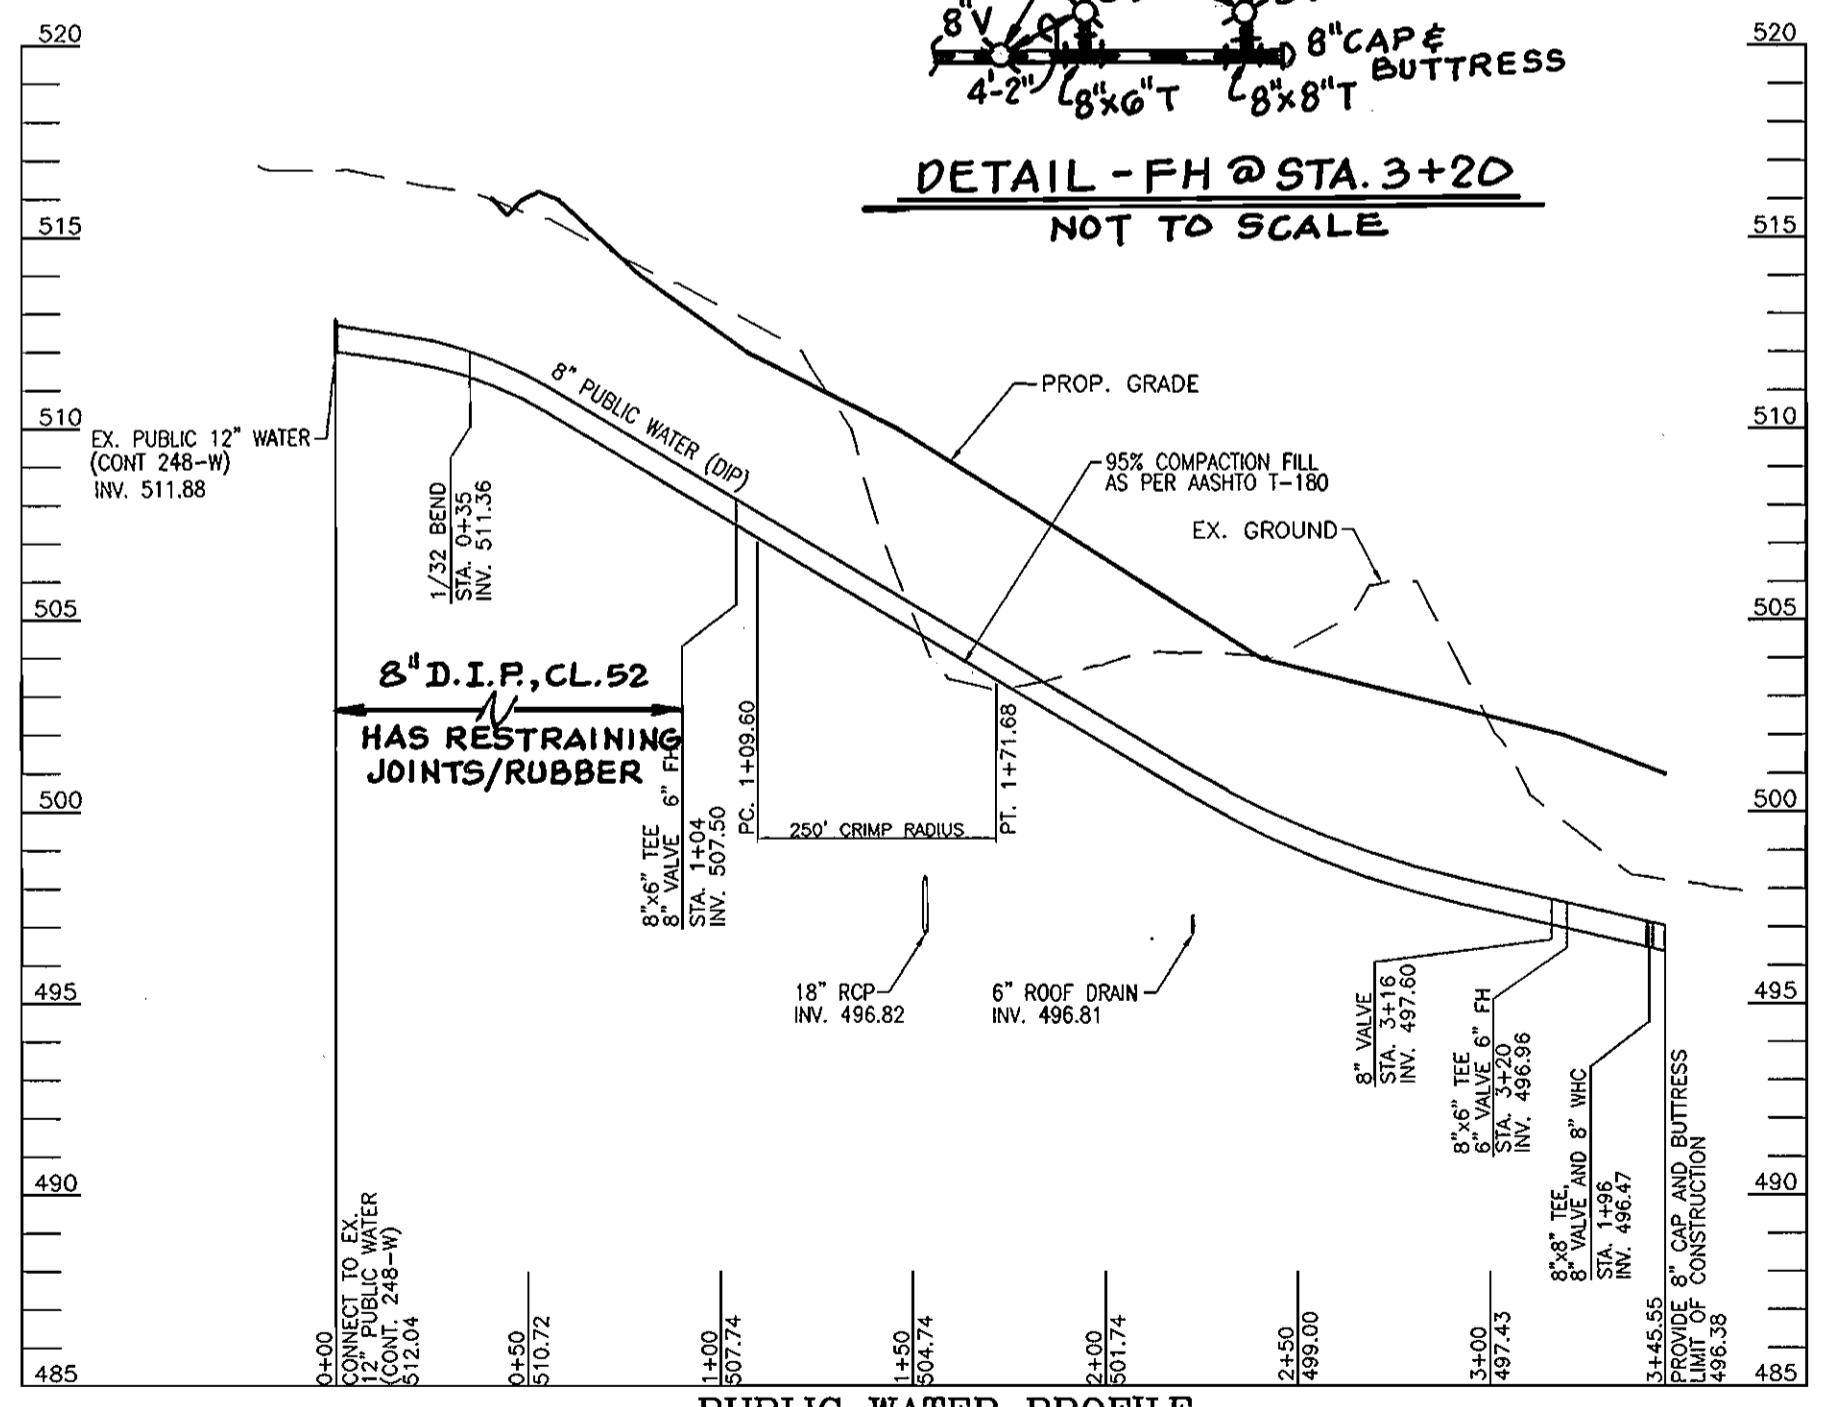 8"V
8" CAP &
BUTTRESS
4'-2"
8"x6"T
8"x8"T
DETAIL - FH @ STA. 3+20
NOT TO SCALE
520
515
510
505
500
495
490
485
520
515
510
505
500
495
490
485
EX. PUBLIC 12" WATER
(CONT 248-W)
INV. 511.88
1/32 BEND
STA. 0+35
INV. 511.36
8" PUBLIC WATER (DIP)
PROP. GRADE
95% COMPACTION FILL
AS PER AASHTO T-180
EX. GROUND
8" D.I.P., CL.52
HAS RESTRAINING
JOINTS/RUBBER
8"x6" TEE
8" VALVE 6" FH
STA. 1+04
INV. 507.50
PC. 1+09.60
250' CRIMP RADIUS
PT. 1+71.68
18" RCP
INV. 496.82
6" ROOF DRAIN
INV. 496.81
8" VALVE
STA. 3+16
INV. 497.60
8"x6" TEE
6" VALVE 6" FH
STA. 3+20
INV. 496.96
8"x8" TEE,
8" VALVE AND 8" WHC
STA. 1+96
INV. 496.47
0+00
CONNECT TO EX.
12" PUBLIC WATER
(CONT. 248-W)
512.04
0+50
510.72
1+00
507.74
1+50
504.74
2+00
501.74
2+50
499.00
3+00
497.43
3+45.55
PROVIDE 8" CAP AND BUTTRESS
LIMIT OF CONSTRUCTION
496.38
PUBLIC WATER PROFILE